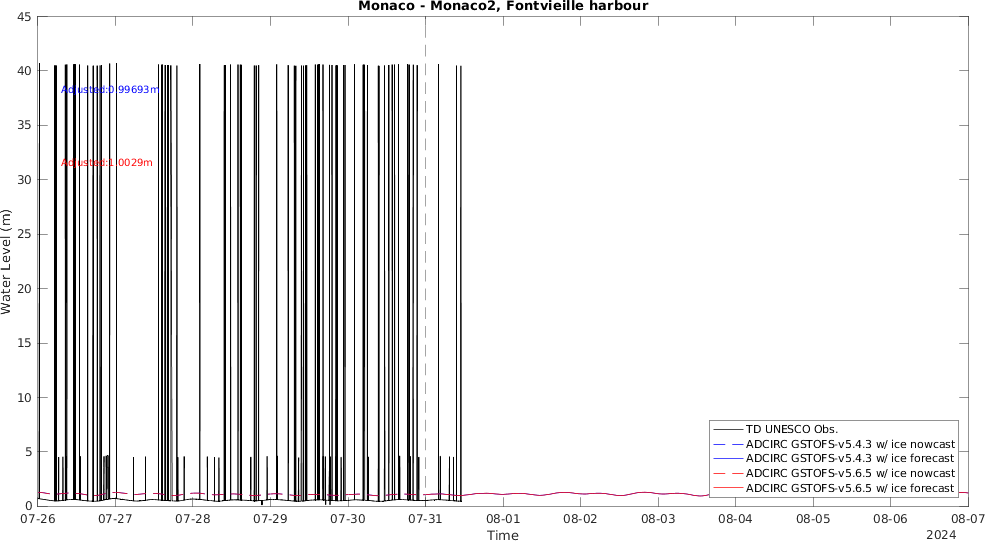 Monaco - Monaco2, Fontvieille harbour
45
40
35
30
25
20
15
10
5
0
Water Level (m)
Adjusted:0.99693m
Adjusted:1.0029m
TD UNESCO Obs.
ADCIRC GSTOFS-v5.4.3 w/ ice nowcast
ADCIRC GSTOFS-v5.4.3 w/ ice forecast
ADCIRC GSTOFS-v5.6.5 w/ ice nowcast
ADCIRC GSTOFS-v5.6.5 w/ ice forecast
07-26 07-27 07-28 07-29 07-30 07-31 08-01 08-02 08-03 08-04 08-05 08-06 08-07
Time
2024